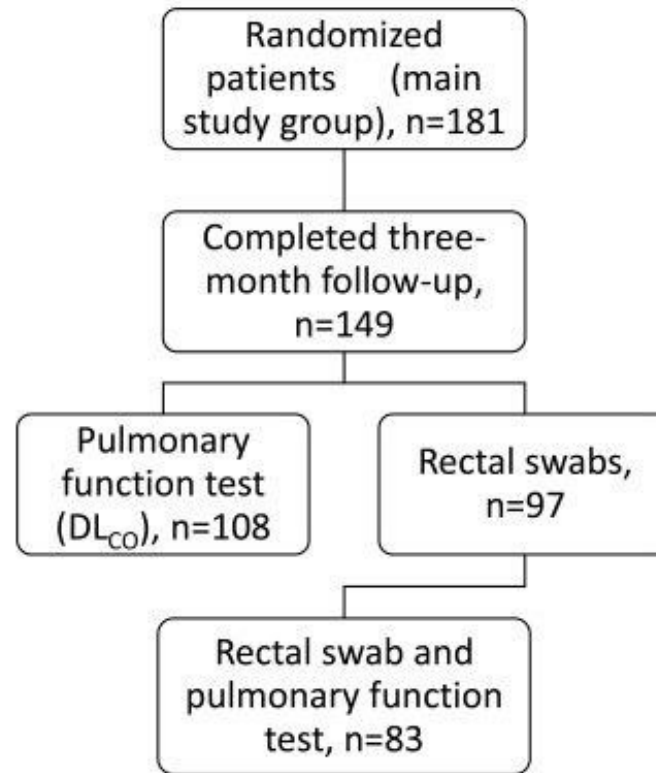 Randomized
patients (main
study group), n=181
Completed three-
month follow-up,
n=149
Pulmonary
function test
(DLCO), n=108
Rectal swabs,
n=97
Rectal swab and
pulmonary function
test, n=83